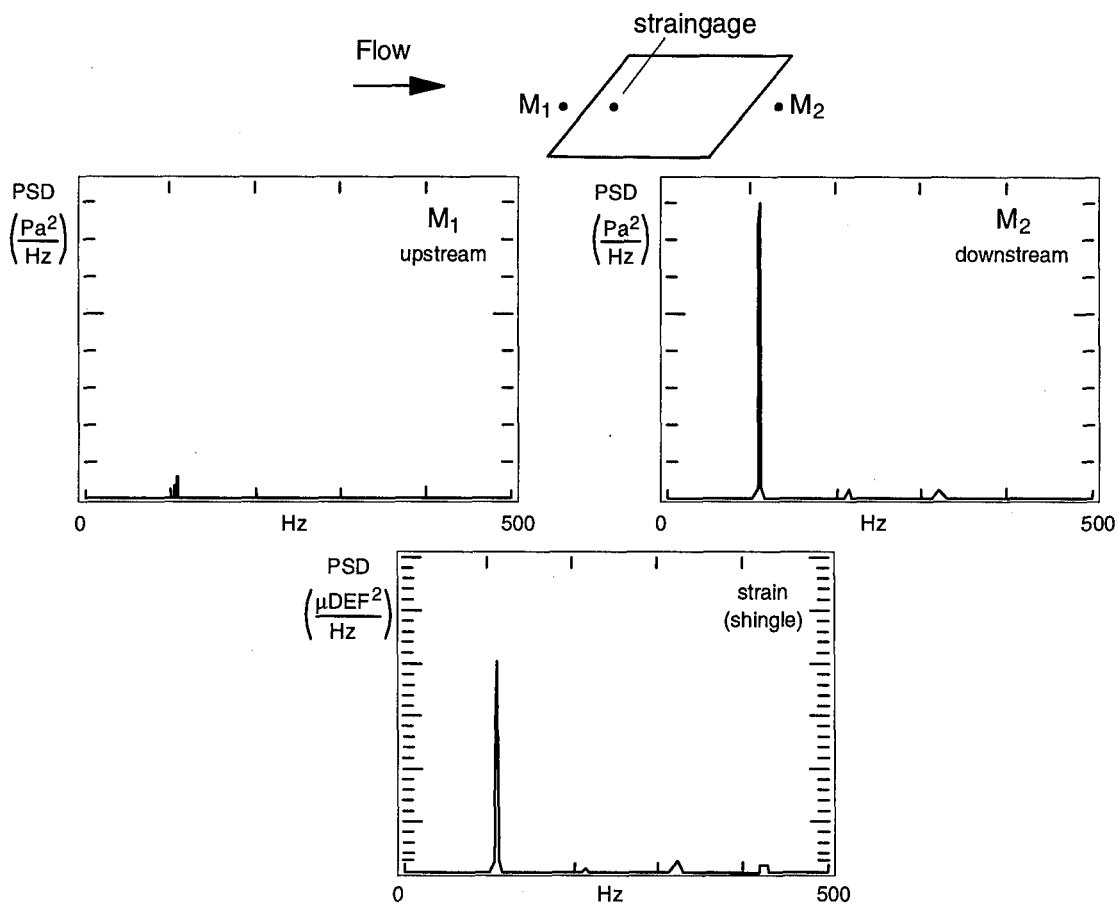 straingage
Flow
M1
M2
PSD
(Pa2/Hz)
M1
upstream
0
Hz
500
PSD
(Pa2/Hz)
M2
downstream
0
Hz
500
PSD
(μDEF2/Hz)
strain
(shingle)
0
Hz
500